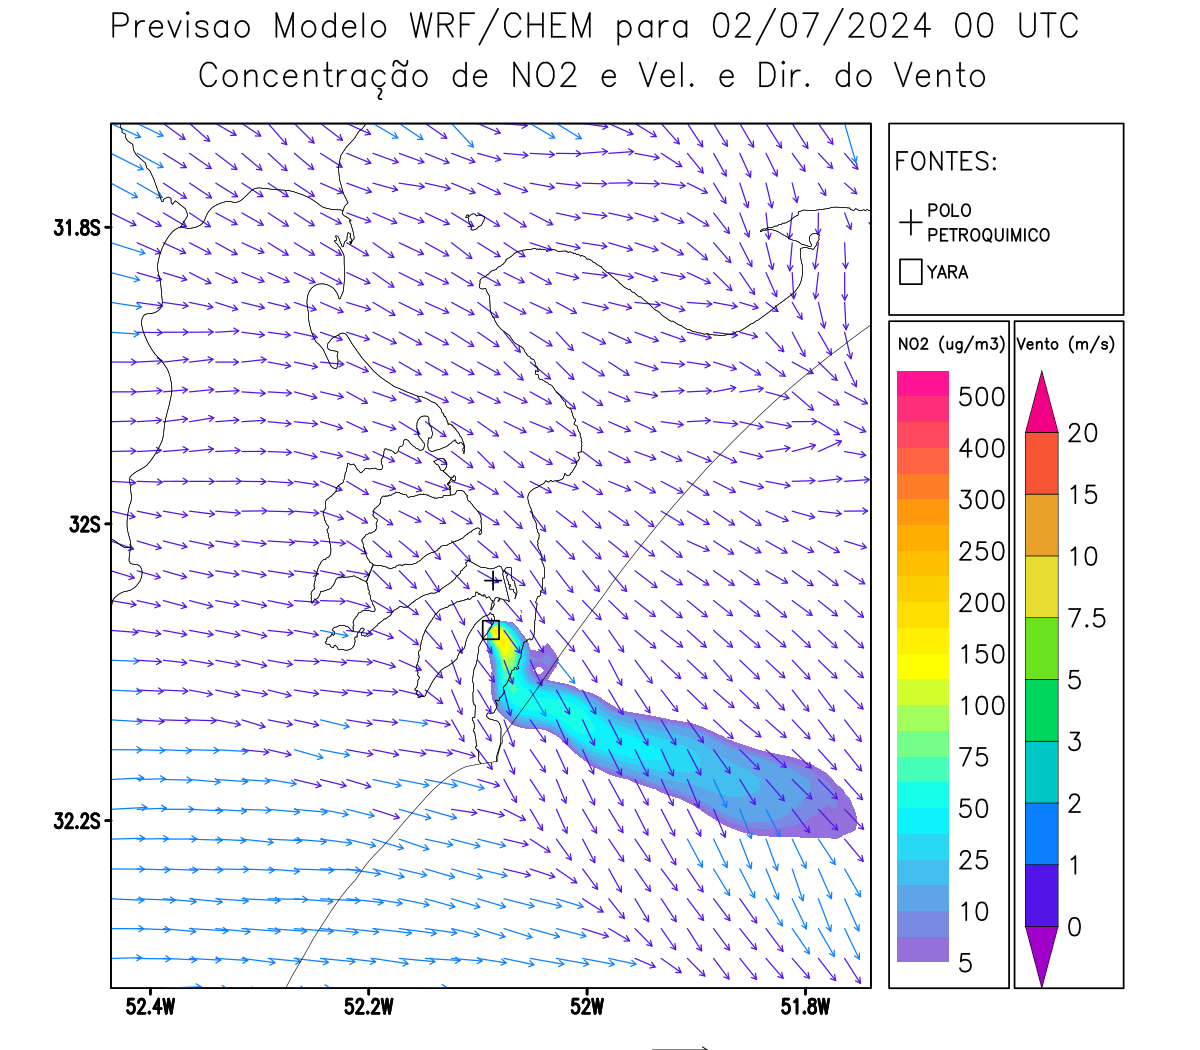 Previsao Modelo WRF/CHEM para 02/07/2024 00 UTC
Concentração de NO2 e Vel. e Dir. do Vento
FONTES:
POLO
PETROQUIMICO
YARA
NO2 (ug/m3)
500
400
300
250
200
150
100
75
50
25
10
5
Vento (m/s)
20
15
10
7.5
5
3
2
1
0
31.8S
32S
32.2S
52.4W
52.2W
52W
51.8W